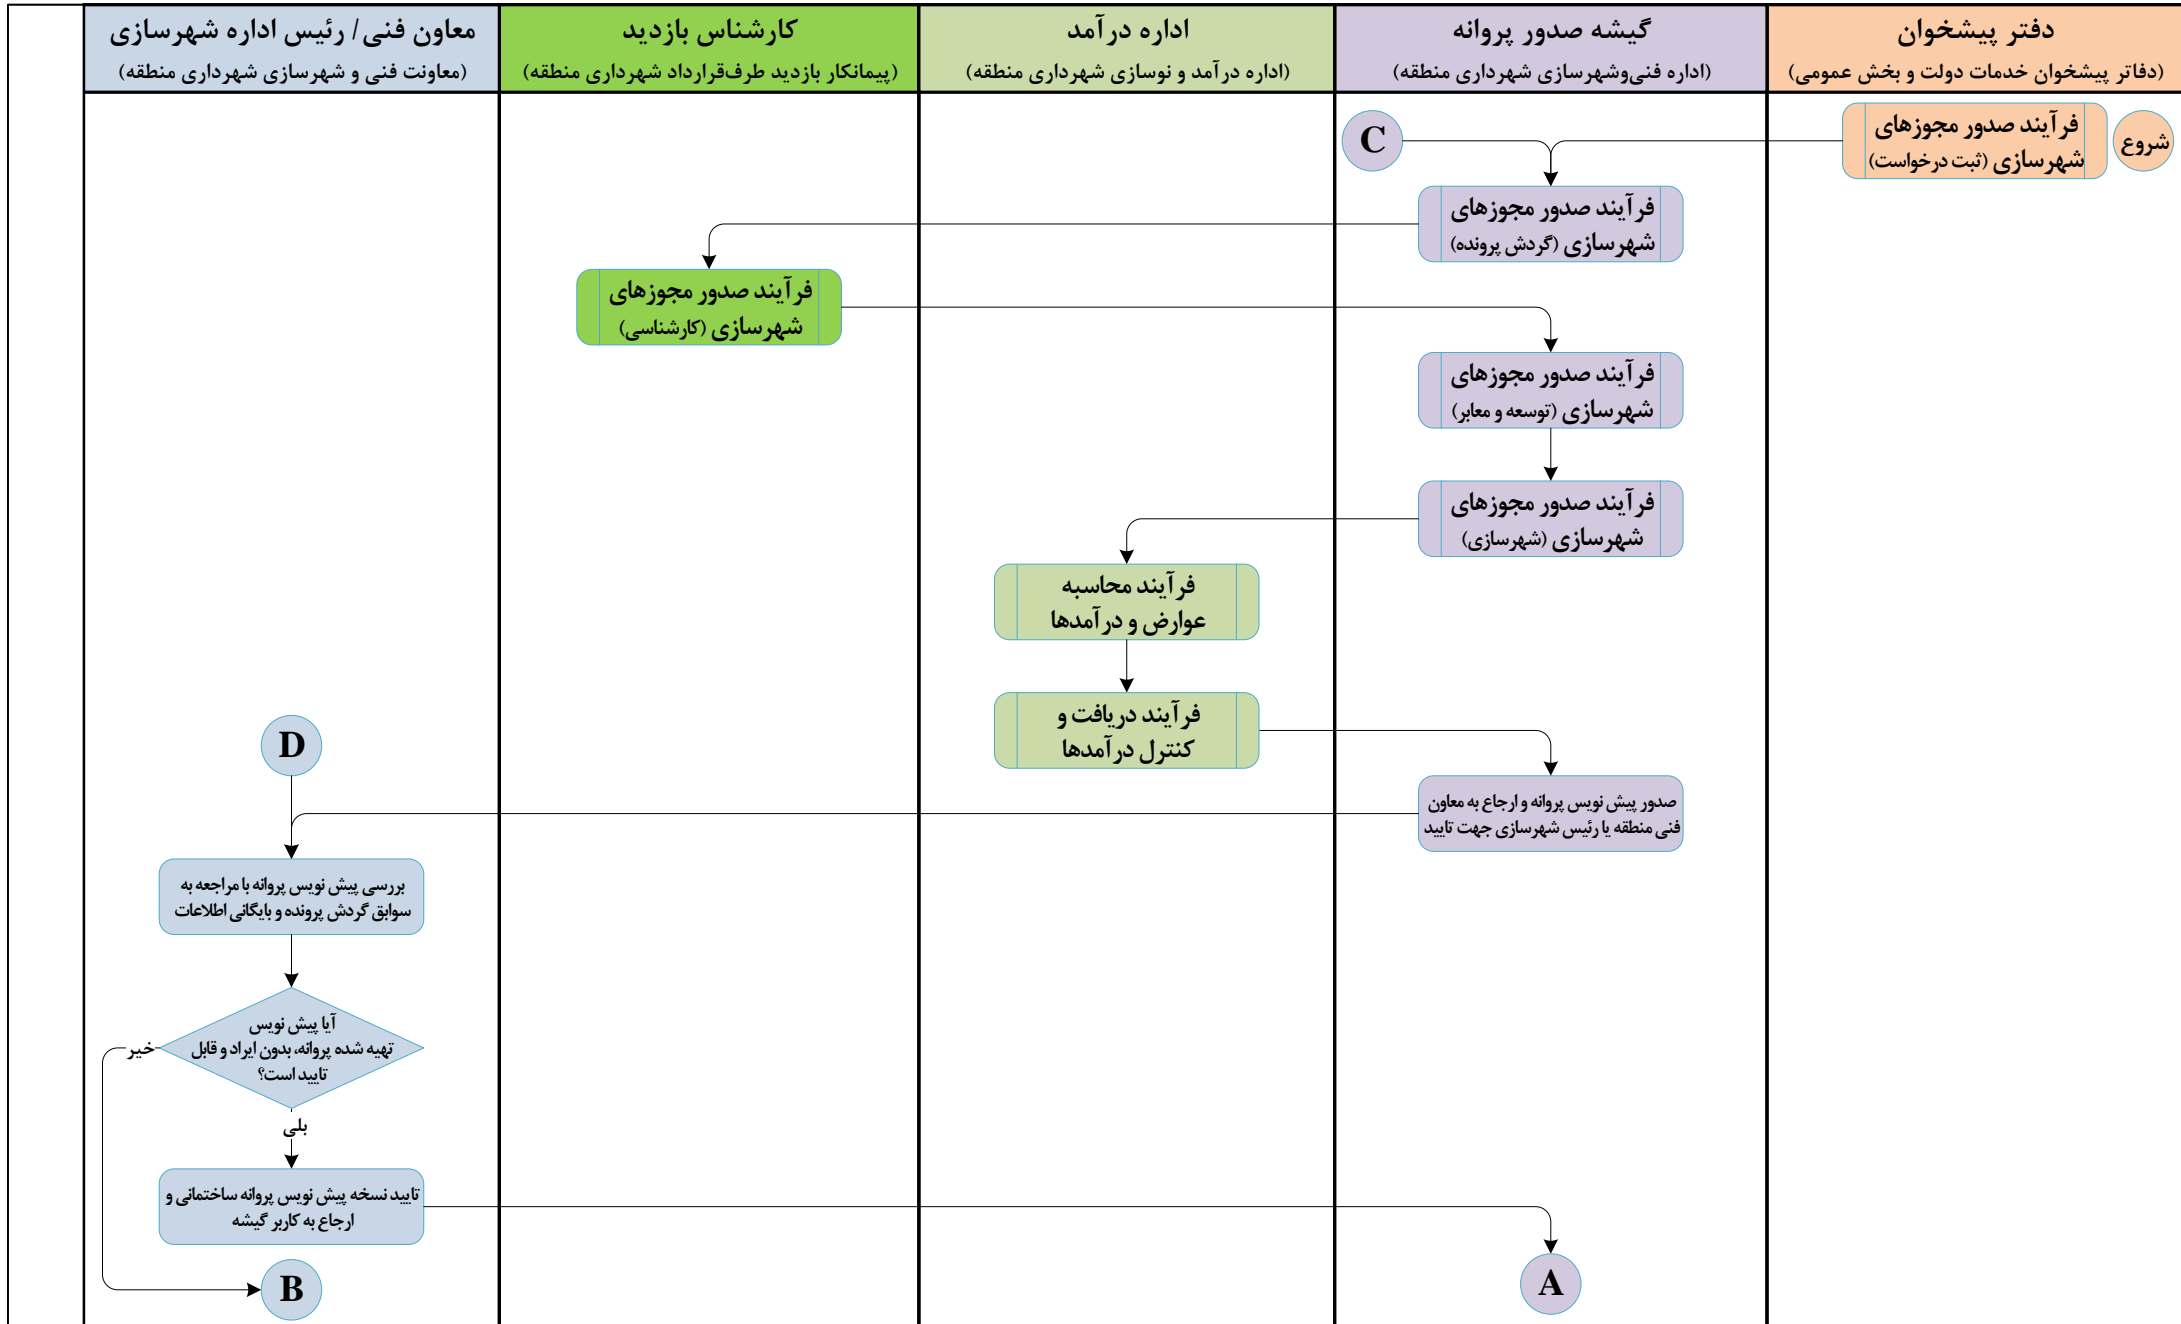 دفتر پیشخوان
(دفاتر پیشخوان خدمات دولت و بخش عمومی)
گیشه صدور پروانه
(اداره فنی‌وشهرسازی شهرداری منطقه)
اداره درآمد
(اداره درآمد و نوسازی شهرداری منطقه)
کارشناس بازدید
(پیمانکار بازدید طرف‌قرارداد شهرداری منطقه)
معاون فنی/ رئیس اداره شهرسازی
(معاونت فنی و شهرسازی شهرداری منطقه)
شروع
فرآیند صدور مجوزهای
شهرسازی (ثبت درخواست)
C
فرآیند صدور مجوزهای
شهرسازی (گردش پرونده)
فرآیند صدور مجوزهای
شهرسازی (کارشناسی)
فرآیند صدور مجوزهای
شهرسازی (توسعه و معابر)
فرآیند صدور مجوزهای
شهرسازی (شهرسازی)
فرآیند محاسبه
عوارض و درآمدها
فرآیند دریافت و
کنترل درآمدها
صدور پیش نویس پروانه و ارجاع به معاون
فنی منطقه یا رئیس شهرسازی جهت تایید
D
بررسی پیش نویس پروانه با مراجعه به
سوابق گردش پرونده و بایگانی اطلاعات
آیا پیش نویس
تهیه شده پروانه، بدون ایراد و قابل
تایید است؟
خیر
بلی
تایید نسخه پیش نویس پروانه ساختمانی و
ارجاع به کاربر گیشه
A
B